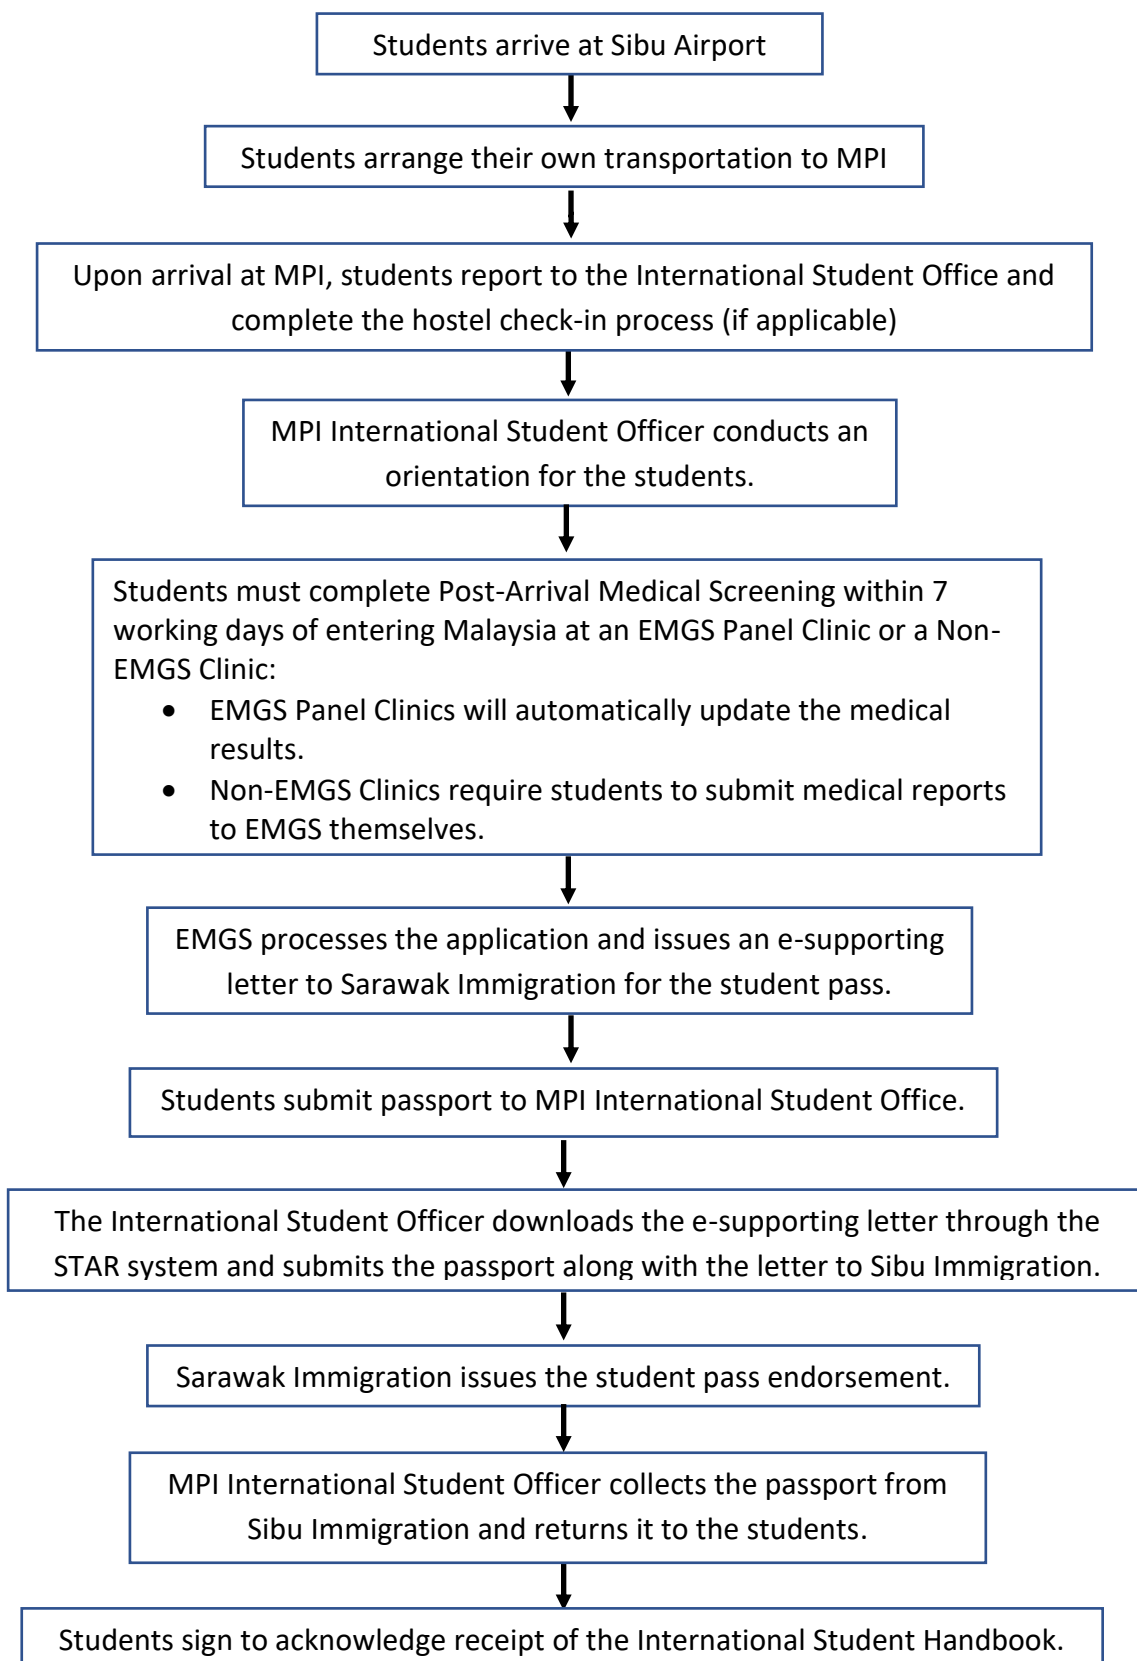 Students arrive at Sibu Airport
Students arrange their own transportation to MPI
Upon arrival at MPI, students report to the International Student Office and
complete the hostel check-in process (if applicable)
MPI International Student Officer conducts an
orientation for the students.
Students must complete Post-Arrival Medical Screening within 7
working days of entering Malaysia at an EMGS Panel Clinic or a Non-
EMGS Clinic:
• EMGS Panel Clinics will automatically update the medical
results.
• Non-EMGS Clinics require students to submit medical reports
to EMGS themselves.
EMGS processes the application and issues an e-supporting
letter to Sarawak Immigration for the student pass.
Students submit passport to MPI International Student Office.
The International Student Officer downloads the e-supporting letter through the
STAR system and submits the passport along with the letter to Sibu Immigration.
Sarawak Immigration issues the student pass endorsement.
MPI International Student Officer collects the passport from
Sibu Immigration and returns it to the students.
Students sign to acknowledge receipt of the International Student Handbook.